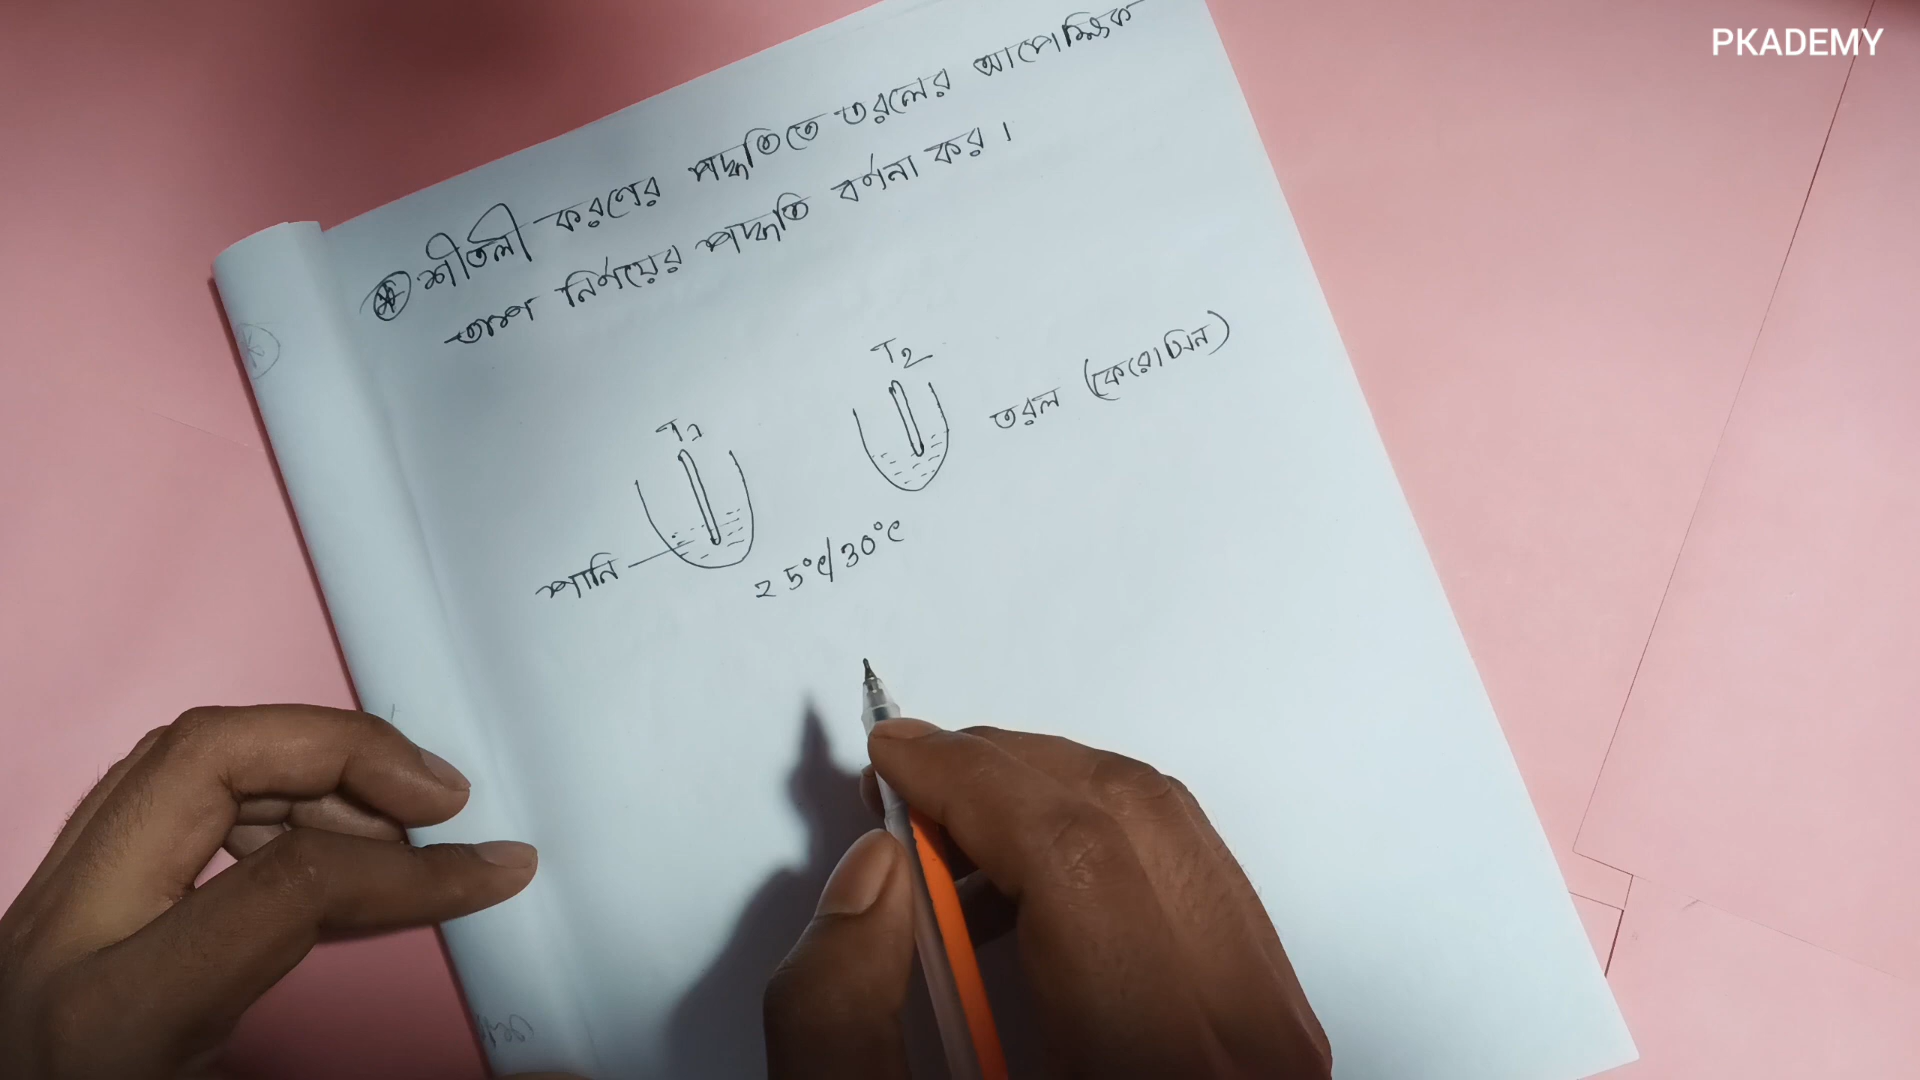 PKADEMY
শীতলী করণের পদ্ধতিতে তরলের আপেক্ষিক
তাপ নির্ণয়ের পদ্ধতি বর্ণনা কর।
T1
T2
তরল (কেরোসিন)
পানি
25°C/30°C